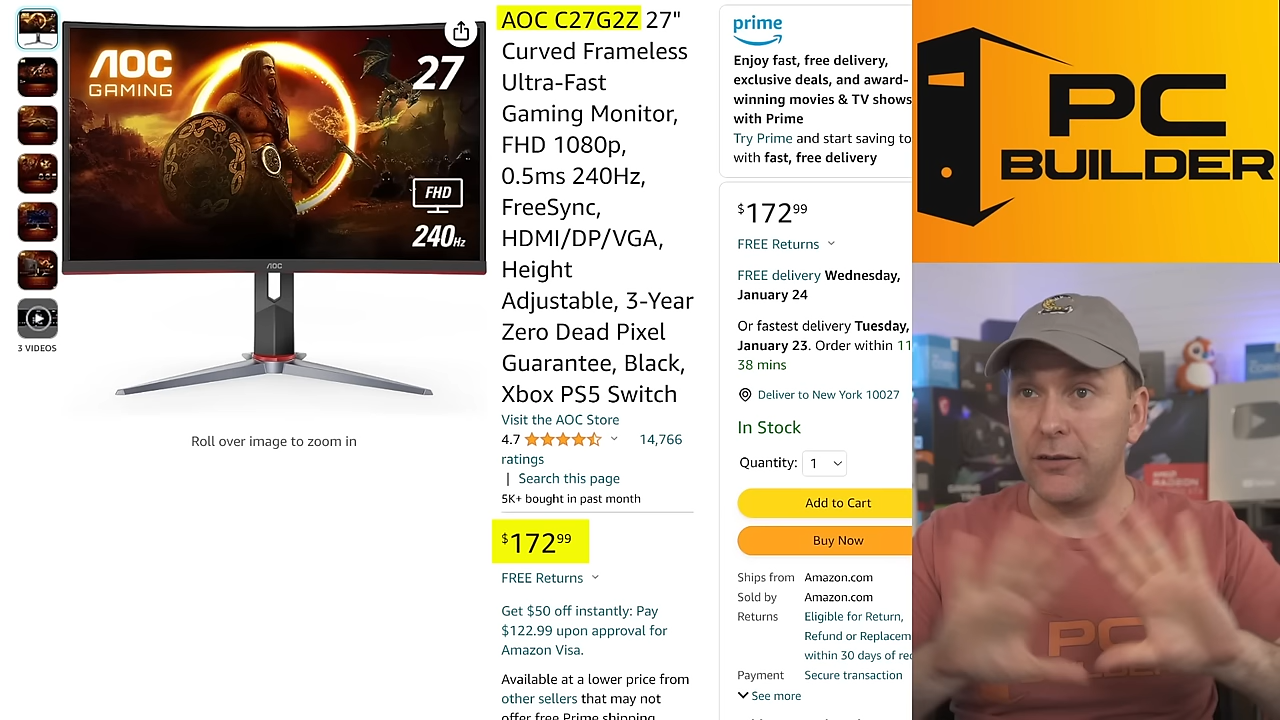 AOC
GAMING
27
FHD
240Hz
AOC
3 VIDEOS
Roll over image to zoom in
AOC C27G2Z 27"
Curved Frameless
Ultra-Fast
Gaming Monitor,
FHD 1080p,
0.5ms 240Hz,
FreeSync,
HDMI/DP/VGA,
Height
Adjustable, 3-Year
Zero Dead Pixel
Guarantee, Black,
Xbox PS5 Switch
Visit the AOC Store
4.7 14,766
ratings
| Search this page
5K+ bought in past month
$172 99
FREE Returns
Get $50 off instantly: Pay
$122.99 upon approval for
Amazon Visa.
Available at a lower price from
other sellers that may not
offer free Prime shipping.
prime
Enjoy fast, free delivery,
exclusive deals, and award-
winning movies & TV shows
with Prime
Try Prime and start saving to
with fast, free delivery
$172 99
FREE Returns
FREE delivery Wednesday,
January 24
Or fastest delivery Tuesday,
January 23. Order within 11
38 mins
Deliver to New York 10027
In Stock
Quantity: 1
Add to Cart
Buy Now
Ships from Amazon.com
Sold by Amazon.com
Returns Eligible for Return,
Refund or Replacem
within 30 days of rec
Payment Secure transaction
See more
PC
BUILDER
PC